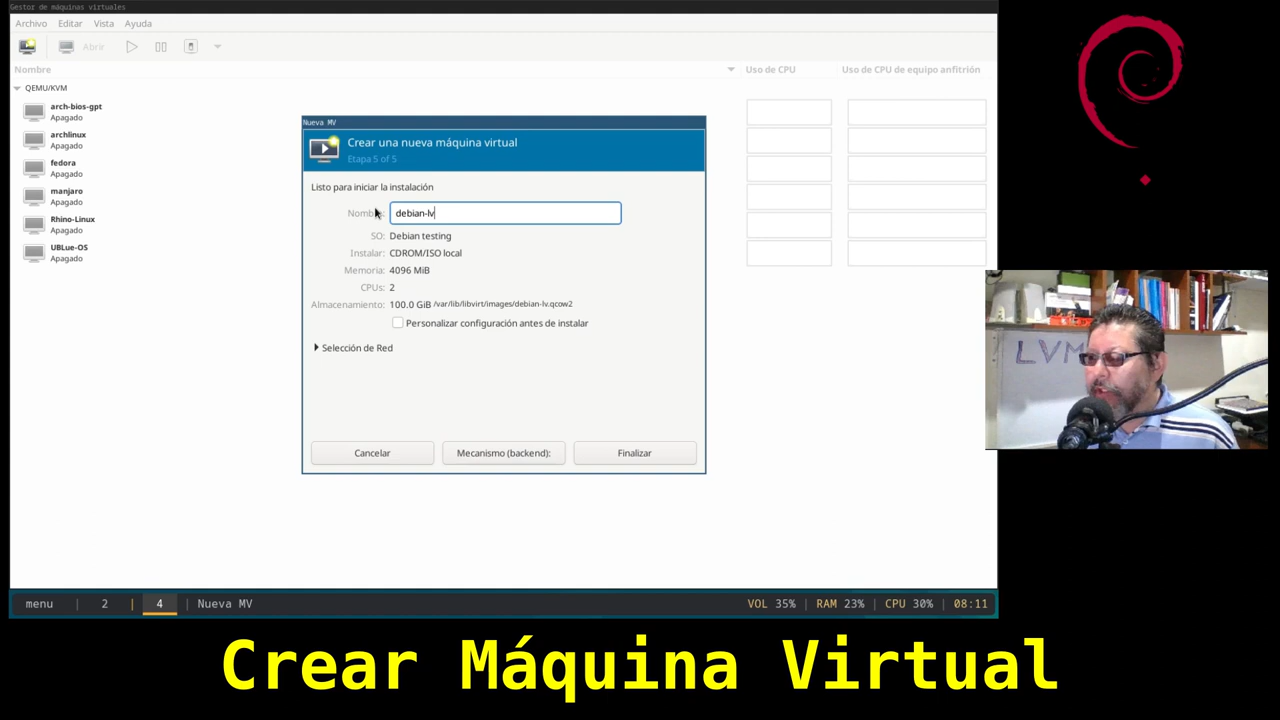 Gestor de máquinas virtuales
Archivo Editar Vista Ayuda
Abrir
Nombre Uso de CPU Uso de CPU de equipo anfitrión
QEMU/KVM
arch-bios-gpt
Apagado
archlinux
Apagado
fedora
Apagado
manjaro
Apagado
Rhino-Linux
Apagado
UBLue-OS
Apagado
Nueva MV
Crear una nueva máquina virtual
Etapa 5 of 5
Listo para iniciar la instalación
debian-lv
SO: Debian testing
Instalar: CDROM/ISO local
Memoria: 4096 MiB
CPUs: 2
Almacenamiento: 100.0 GiB /var/lib/libvirt/images/debian-lv.qcow2
Personalizar configuración antes de instalar
Selección de Red
Cancelar Mecanismo (backend): Finalizar
LVM
menu | 2 | 4 | Nueva MV VOL 35% | RAM 23% | CPU 30% | 08:11
Crear Máquina Virtual